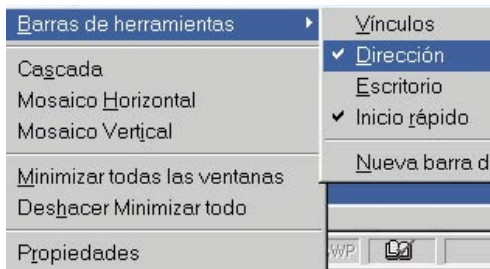 Barras de herramientas
Cascada
Mosaico Horizontal
Mosaico Vertical
Minimizar todas las ventanas
Deshacer Minimizar todo
Propiedades
Vínculos
Dirección
Escritorio
Inicio rápido
Nueva barra d
WP